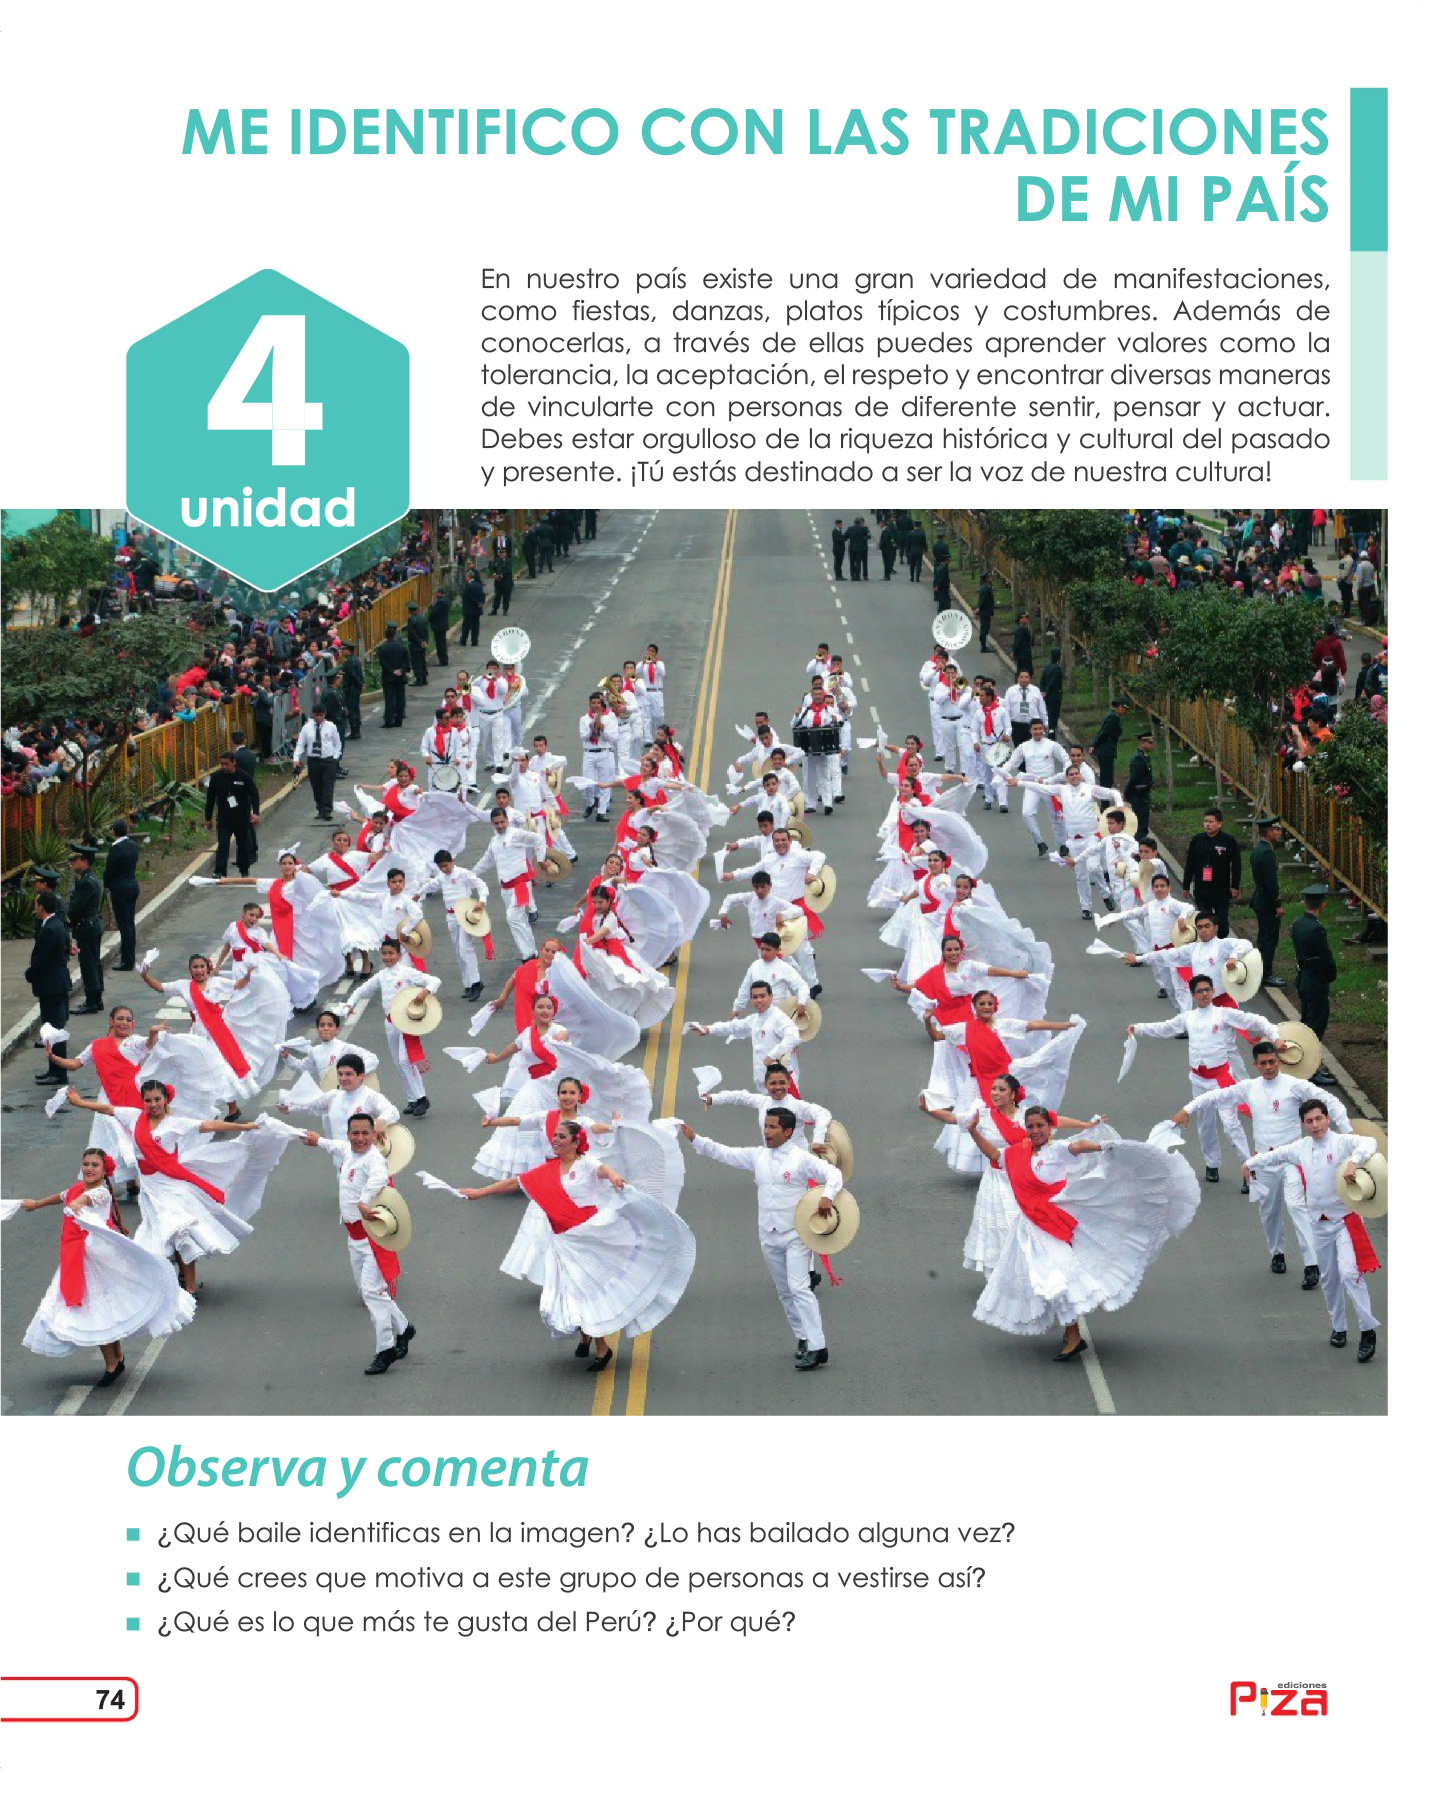 ME IDENTIFICO CON LAS TRADICIONES
DE MI PAÍS
4
unidad
En nuestro país existe una gran variedad de manifestaciones,
como fiestas, danzas, platos típicos y costumbres. Además de
conocerlas, a través de ellas puedes aprender valores como la
tolerancia, la aceptación, el respeto y encontrar diversas maneras
de vincularte con personas de diferente sentir, pensar y actuar.
Debes estar orgulloso de la riqueza histórica y cultural del pasado
y presente. ¡Tú estás destinado a ser la voz de nuestra cultura!
Observa y comenta
¿Qué baile identificas en la imagen? ¿Lo has bailado alguna vez?
¿Qué crees que motiva a este grupo de personas a vestirse así?
¿Qué es lo que más te gusta del Perú? ¿Por qué?
74
ediciones
Piza